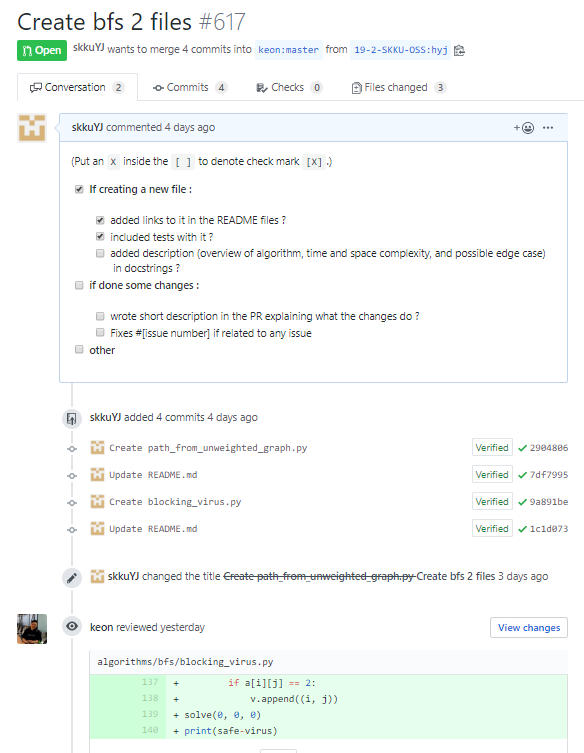 Create bfs 2 files #617
Open skkuYJ wants to merge 4 commits into keon:master from 19-2-SKKU-OSS:hyj
Conversation 2 Commits 4 Checks 0 Files changed 3
skkuYJ commented 4 days ago
(Put an X inside the [ ] to denote check mark [X].)
If creating a new file :
added links to it in the README files ?
included tests with it ?
added description (overview of algorithm, time and space complexity, and possible edge case)
in docstrings ?
if done some changes :
wrote short description in the PR explaining what the changes do ?
Fixes #[issue number] if related to any issue
other
skkuYJ added 4 commits 4 days ago
Create path_from_unweighted_graph.py Verified 2904806
Update README.md Verified 7df7995
Create blocking_virus.py Verified 9a891be
Update README.md Verified 1c1d073
skkuYJ changed the title Create path_from_unweighted_graph.py Create bfs 2 files 3 days ago
keon reviewed yesterday View changes
algorithms/bfs/blocking_virus.py
137 + if a[i][j] == 2:
138 + v.append((i, j))
139 + solve(0, 0, 0)
140 + print(safe-virus)